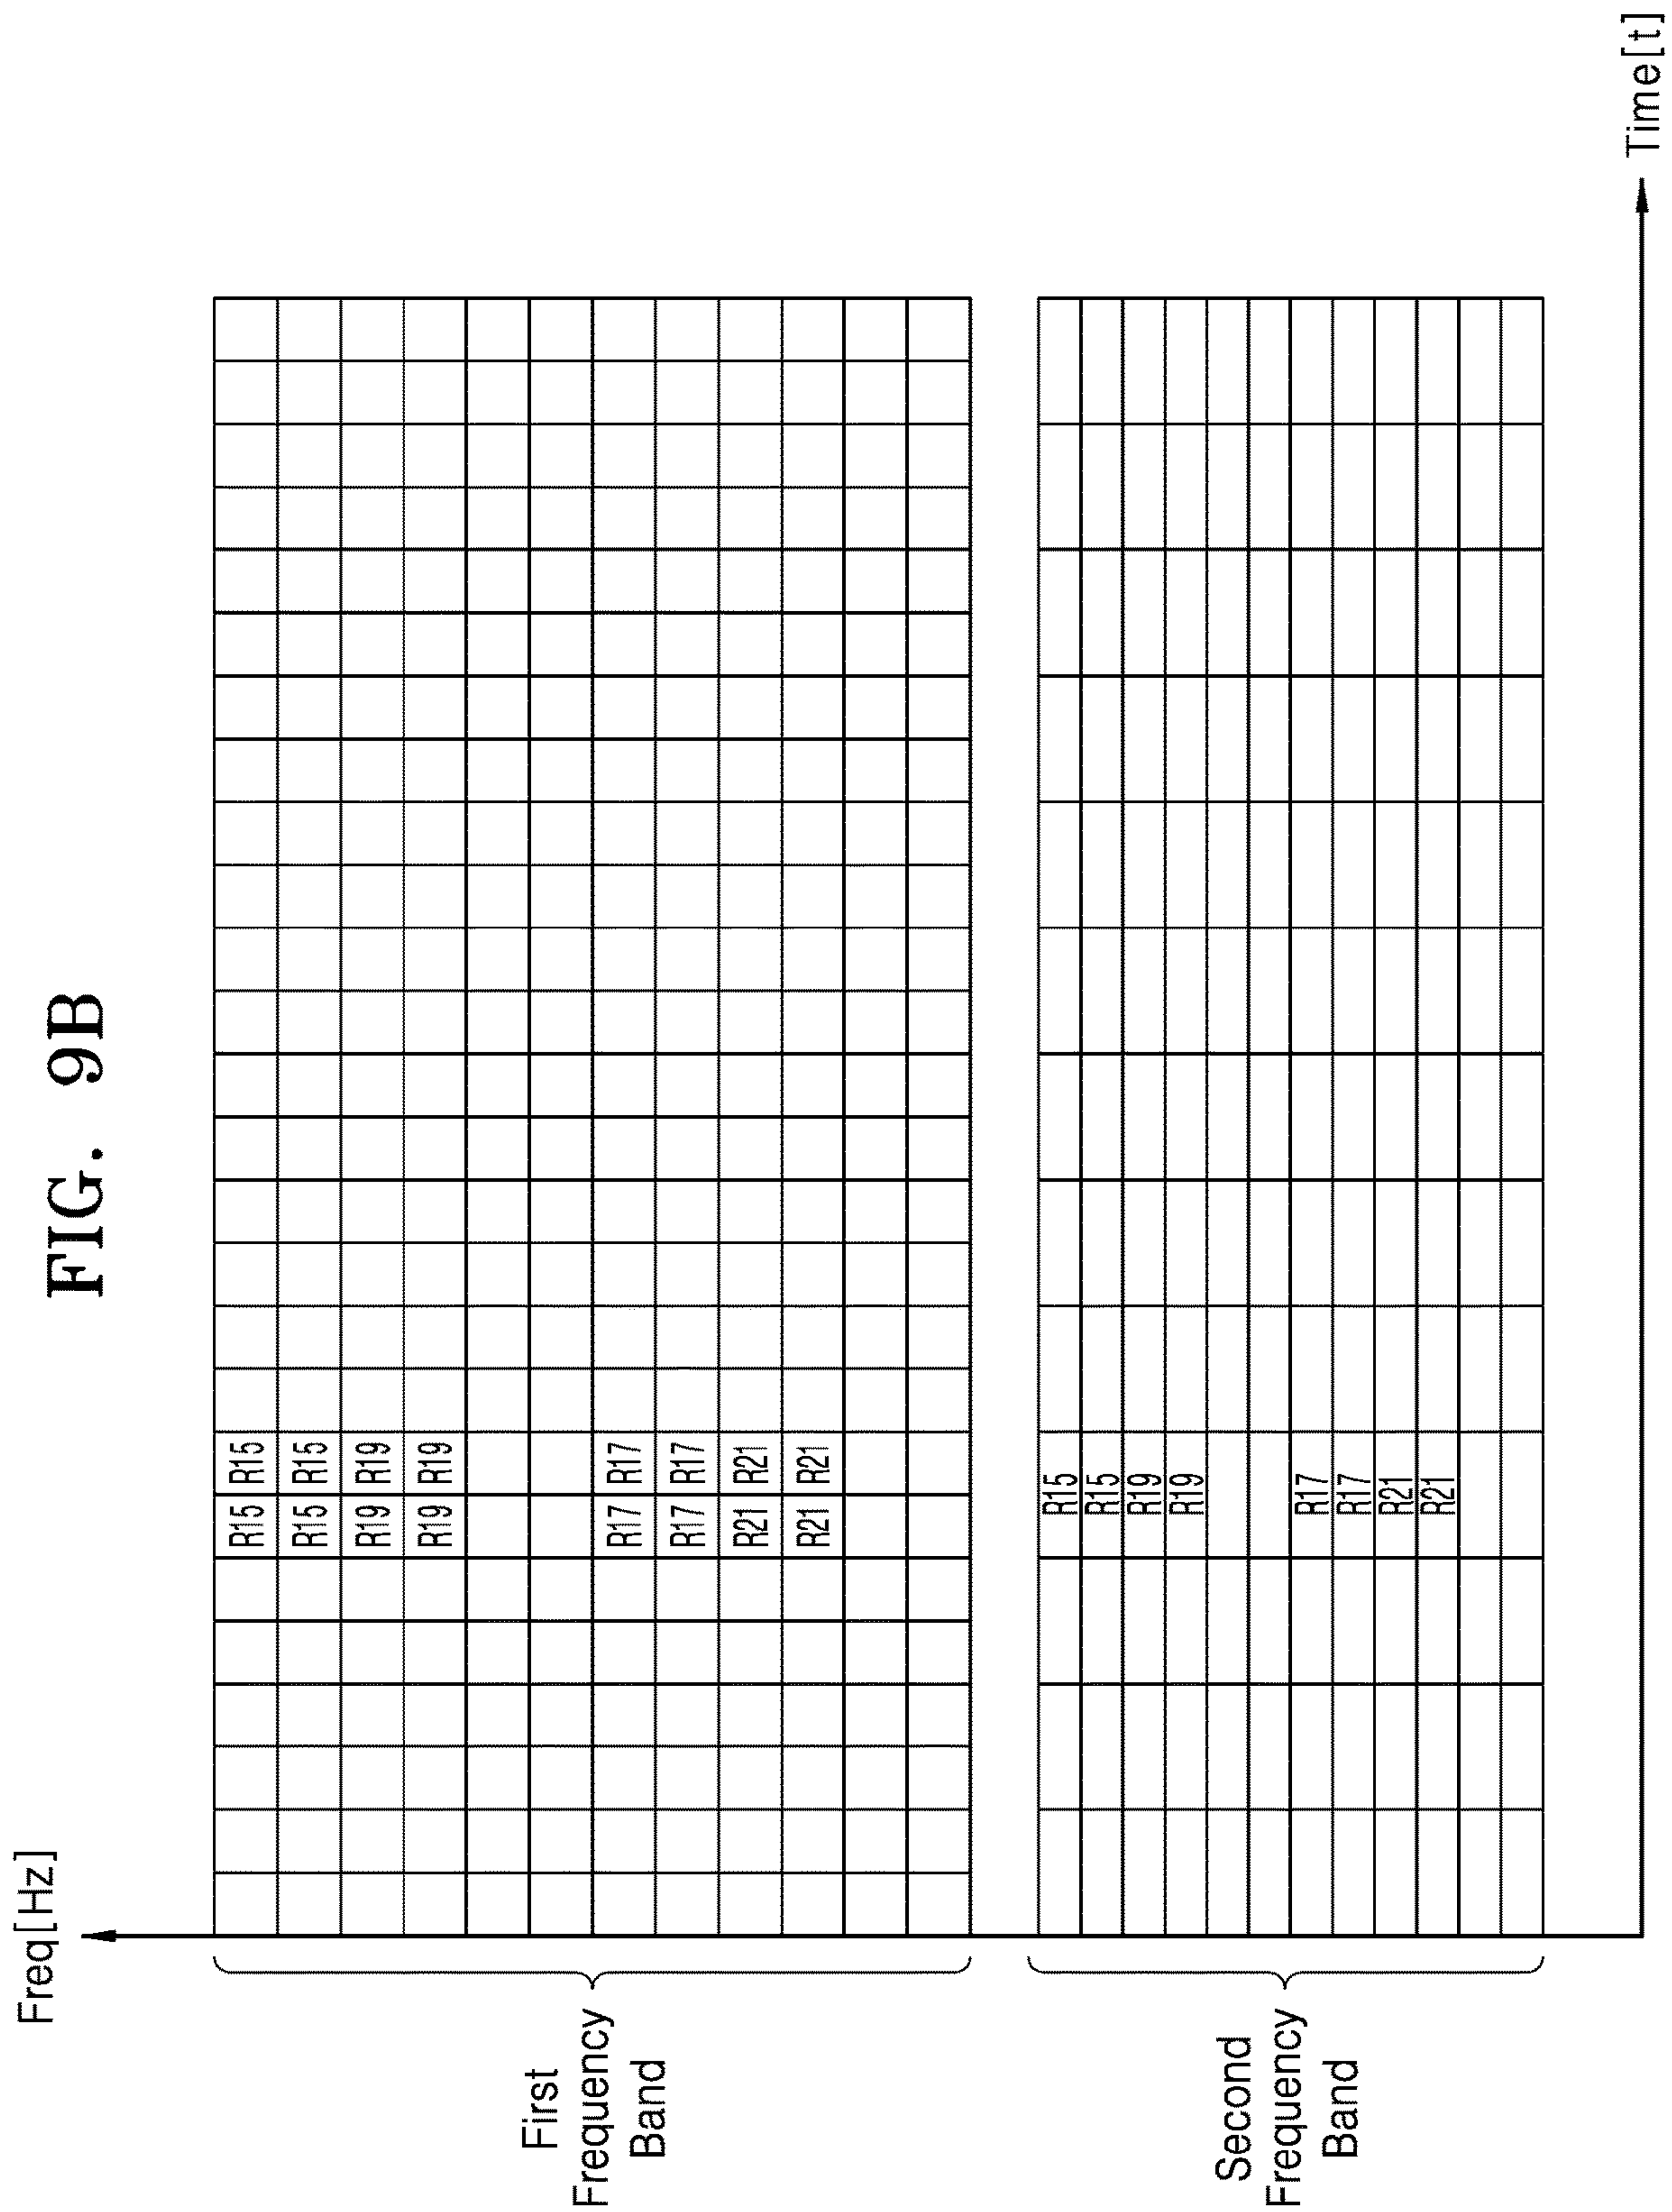 FIG. 9B
Freq[Hz]
First
Frequency
Band
R15 R15
R15 R15
R19 R19
R19 R19
R17 R17
R17 R17
R21 R21
R21 R21
Second
Frequency
Band
R15
R15
R19
R19
R17
R17
R21
R21
Time[t]